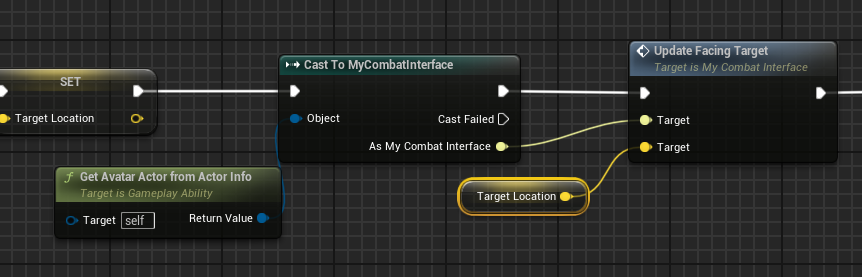 SET
Target Location
Cast To MyCombatInterface
Object
Cast Failed
As My Combat Interface
Update Facing Target
Target is My Combat Interface
Target
Target
f Get Avatar Actor from Actor Info
Target is Gameplay Ability
Target self
Return Value
Target Location